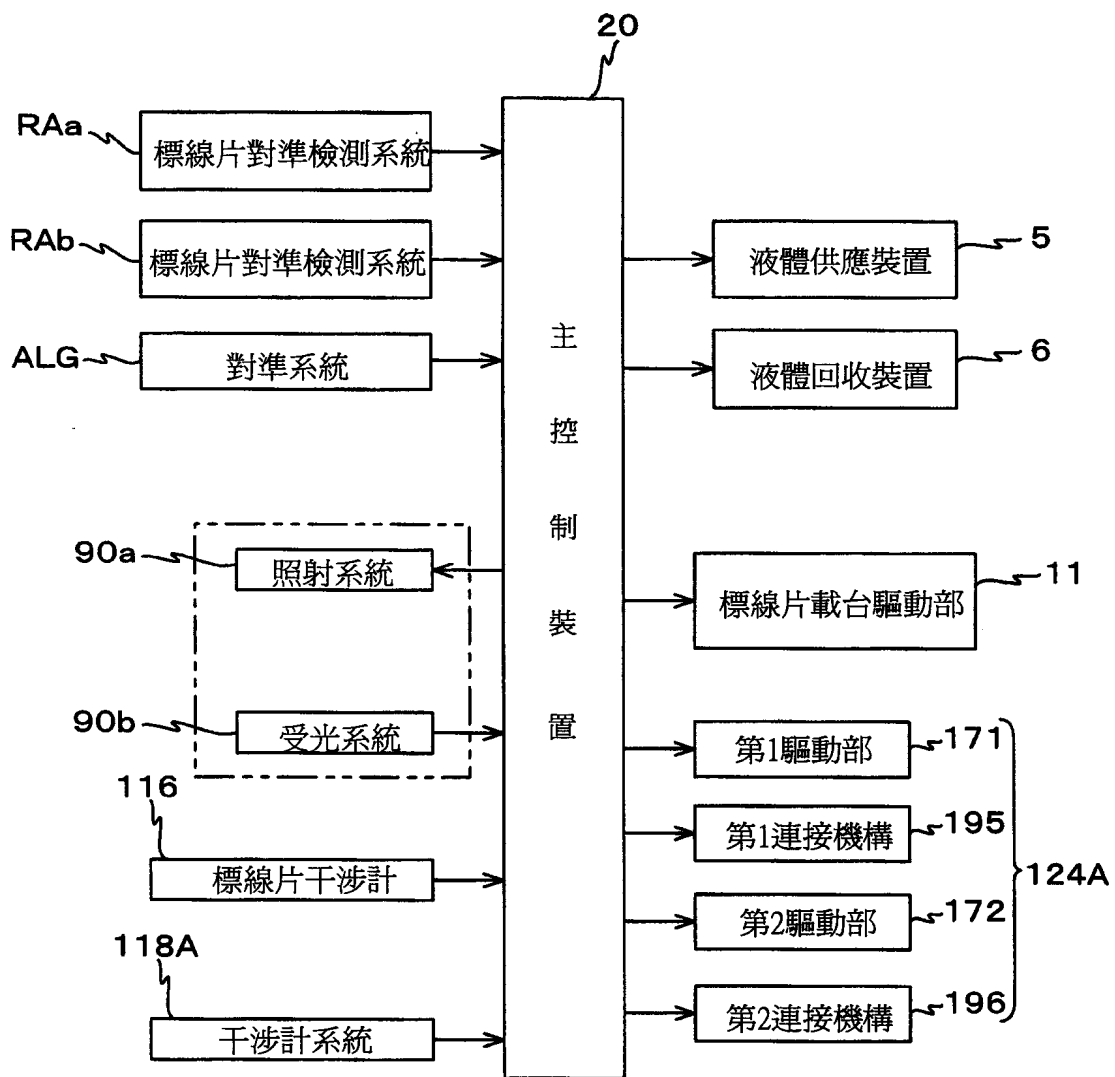 20
RAa
標線片對準檢測系統
RAb
標線片對準檢測系統
ALG
對準系統
90a
照射系統
90b
受光系統
116
標線片干涉計
118A
干涉計系統
主控制裝置
液體供應裝置
5
液體回收裝置
6
標線片載台驅動部
11
第1驅動部
171
第1連接機構
195
第2驅動部
172
第2連接機構
196
124A